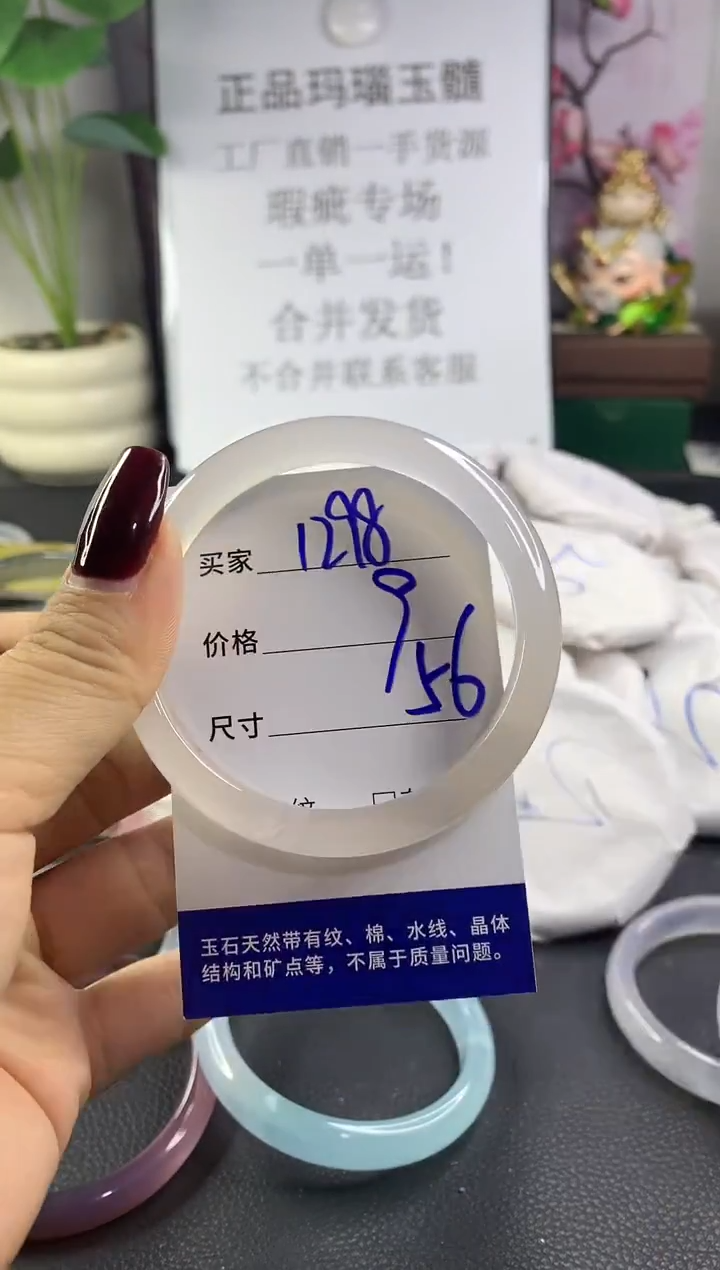 正品玛瑙玉髓
工厂直销一手货源
瑕疵专场
一单一运！
合并发货
不合并联系客服
买家 1298
价格 9
尺寸 56
纹
玉石天然带有纹、棉、水线、晶体
结构和矿点等，不属于质量问题。